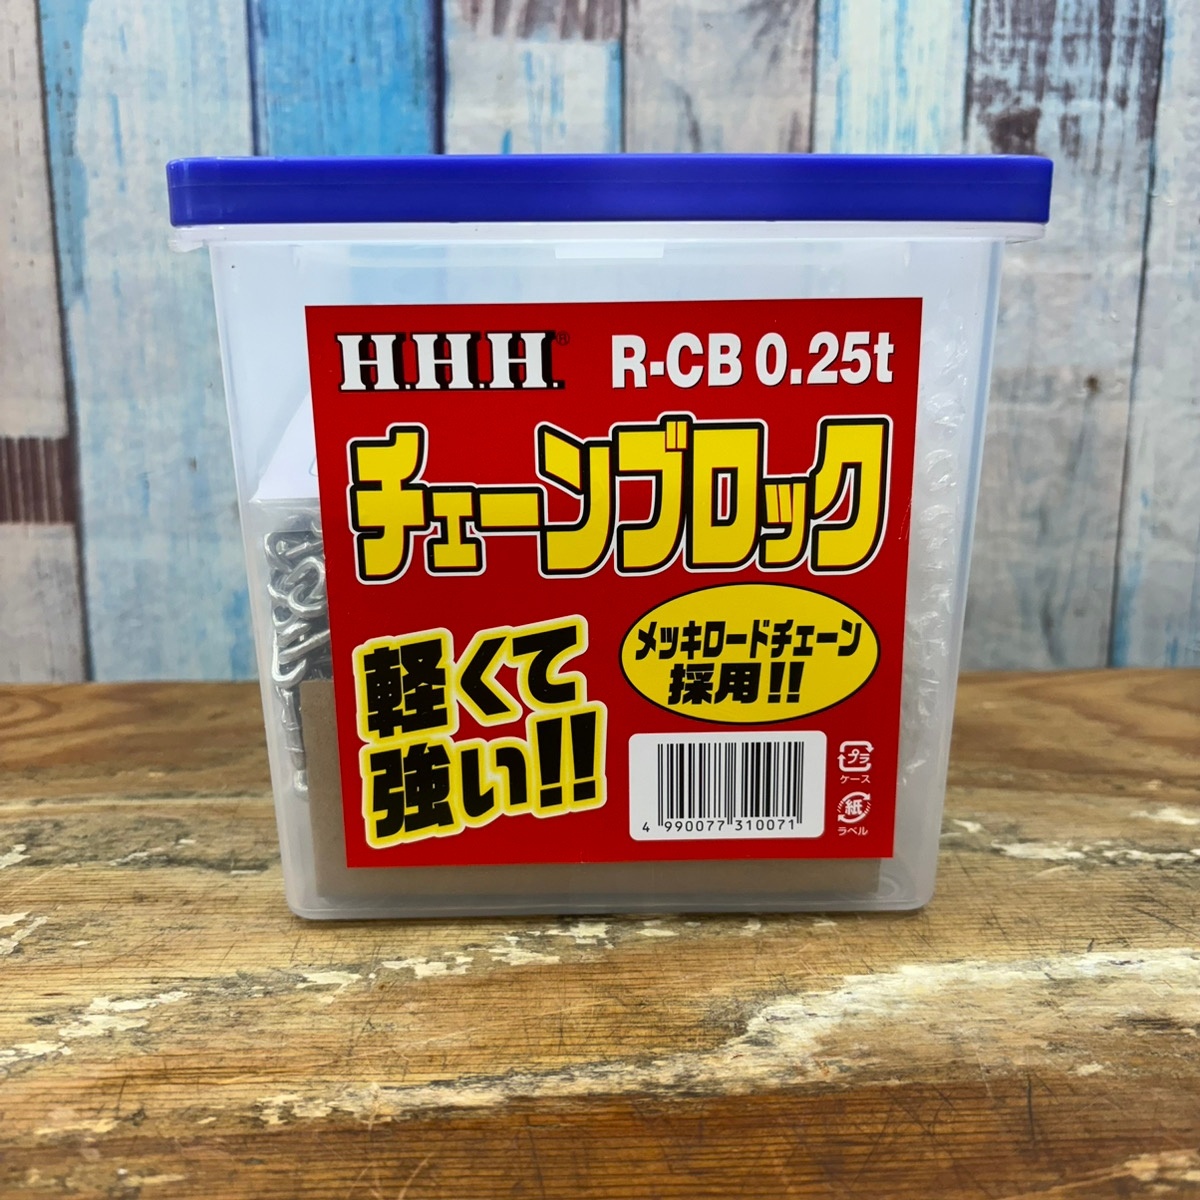 H.H.H.® R-CB 0.25t
チェーンブロック
メッキロードチェーン
採用!!
軽くて
強い!!
4 990077 310071
プラ
ケース
紙
ラベル